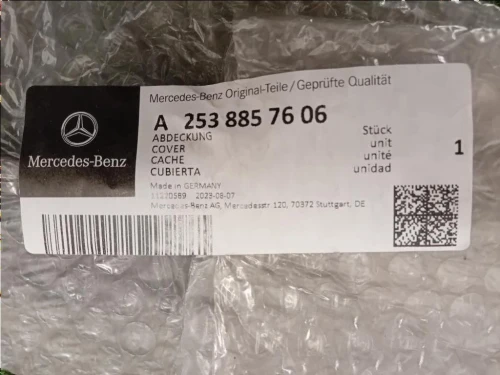 Mercedes-Benz Original-Teile / Geprüfte Qualität
A 253 885 76 06
ABDECKUNG Stück
COVER unit 1
CACHE unité
CUBIERTA unidad
Made in GERMANY
11220589 2023-08-07
Mercedes-Benz AG, Mercedesstr 120, 70372 Stuttgart, DE
Mercedes-Benz